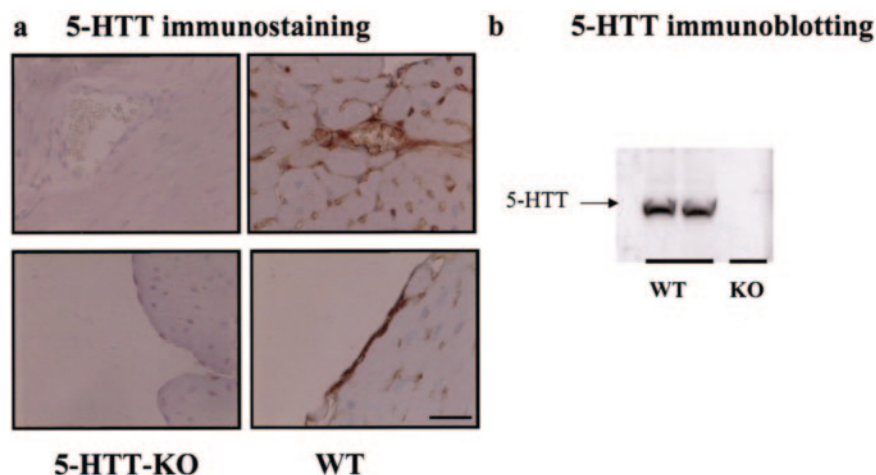 a 5-HTT immunostaining
b 5-HTT immunoblotting
5-HTT
WT KO
5-HTT-KO WT